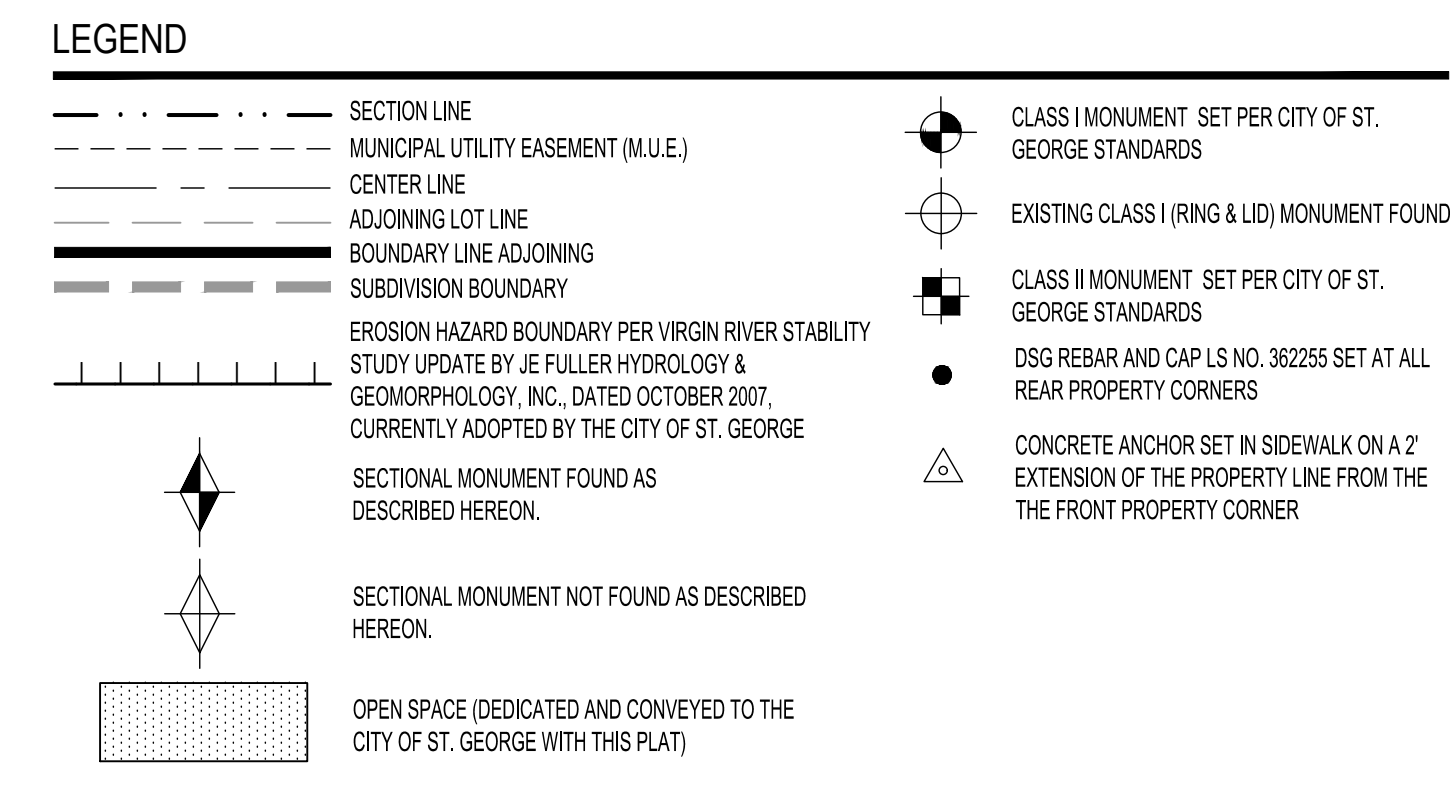 LEGEND
SECTION LINE
MUNICIPAL UTILITY EASEMENT (M.U.E.)
CENTER LINE
ADJOINING LOT LINE
BOUNDARY LINE ADJOINING
SUBDIVISION BOUNDARY
EROSION HAZARD BOUNDARY PER VIRGIN RIVER STABILITY
STUDY UPDATE BY JE FULLER HYDROLOGY &
GEOMORPHOLOGY, INC., DATED OCTOBER 2007,
CURRENTLY ADOPTED BY THE CITY OF ST. GEORGE
SECTIONAL MONUMENT FOUND AS
DESCRIBED HEREON.
SECTIONAL MONUMENT NOT FOUND AS DESCRIBED
HEREON.
OPEN SPACE (DEDICATED AND CONVEYED TO THE
CITY OF ST. GEORGE WITH THIS PLAT)
CLASS I MONUMENT SET PER CITY OF ST.
GEORGE STANDARDS
EXISTING CLASS I (RING & LID) MONUMENT FOUND
CLASS II MONUMENT SET PER CITY OF ST.
GEORGE STANDARDS
DSG REBAR AND CAP LS NO. 362255 SET AT ALL
REAR PROPERTY CORNERS
CONCRETE ANCHOR SET IN SIDEWALK ON A 2'
EXTENSION OF THE PROPERTY LINE FROM THE
THE FRONT PROPERTY CORNER